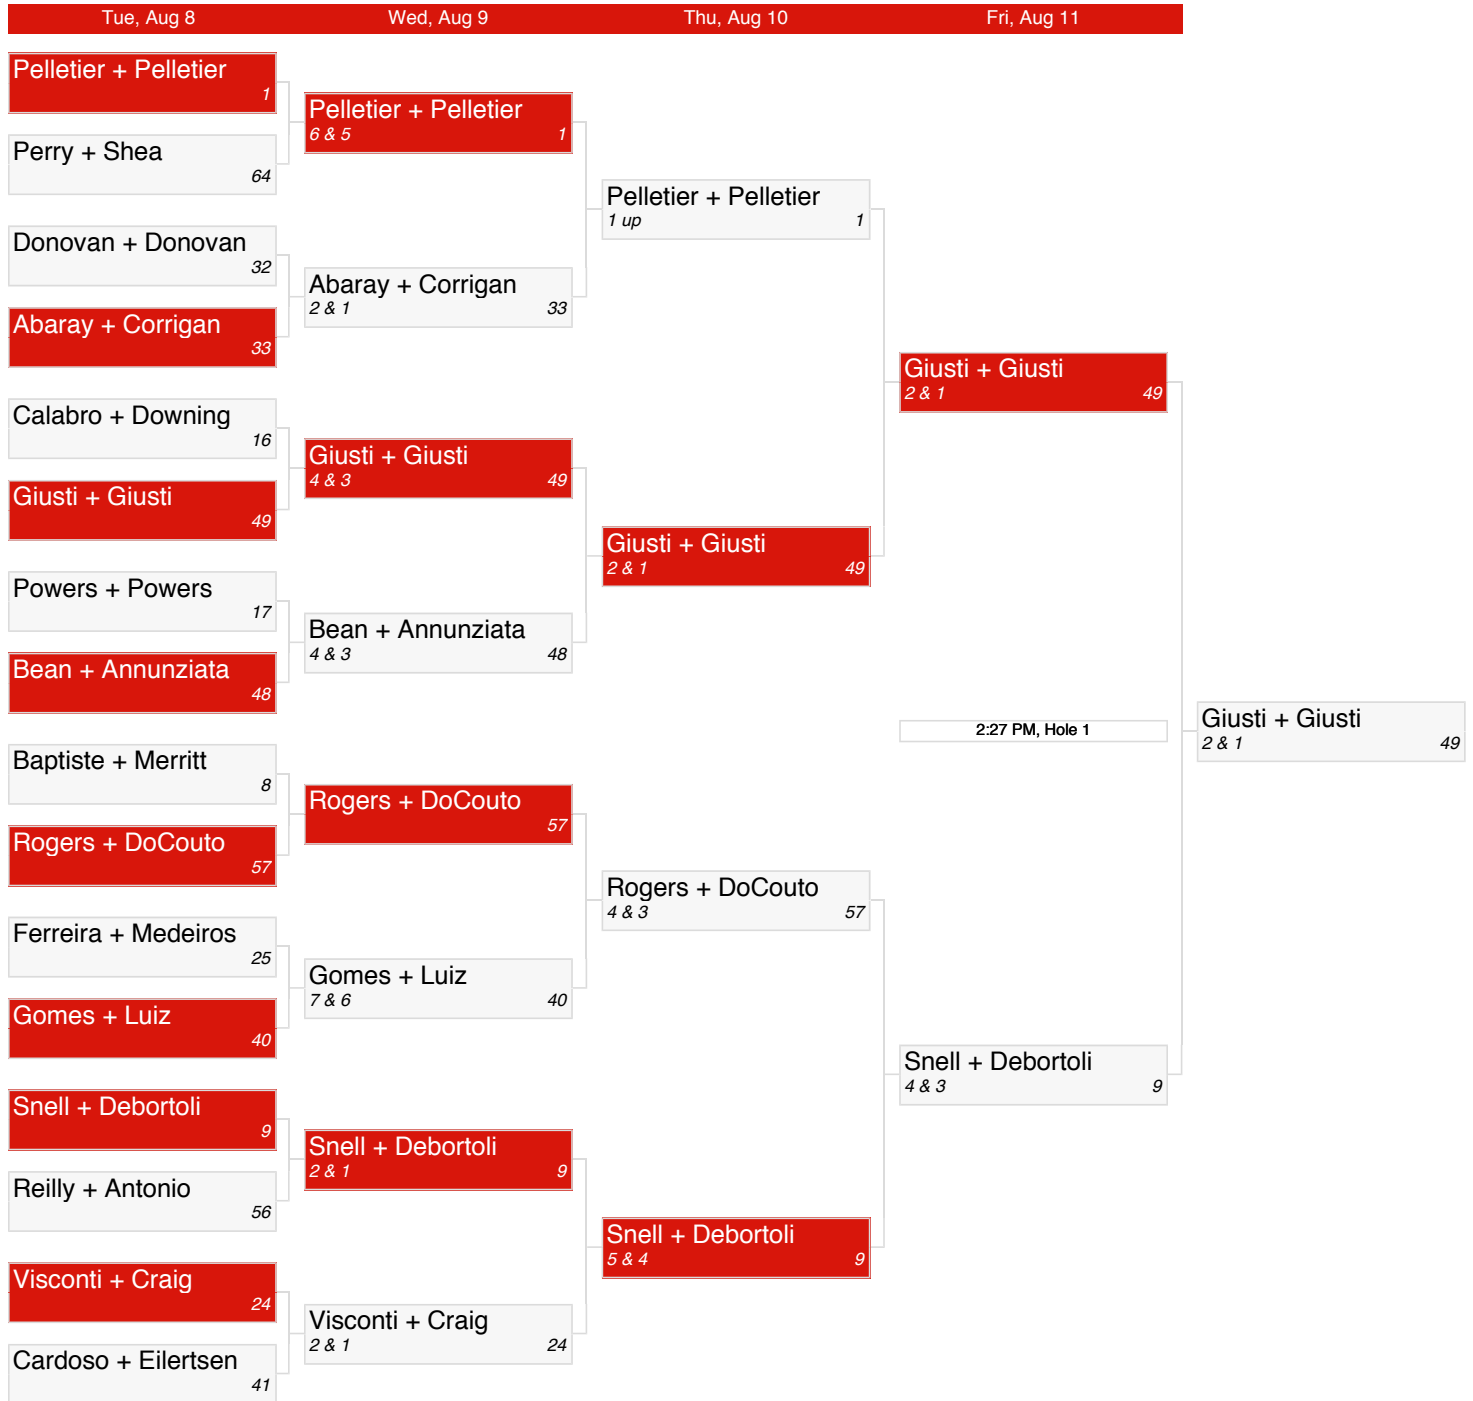 Tue, Aug 8
Wed, Aug 9
Thu, Aug 10
Fri, Aug 11
Pelletier + Pelletier
1
Perry + Shea
64
Donovan + Donovan
32
Abaray + Corrigan
33
Calabro + Downing
16
Giusti + Giusti
49
Powers + Powers
17
Bean + Annunziata
48
Baptiste + Merritt
8
Rogers + DoCouto
57
Ferreira + Medeiros
25
Gomes + Luiz
40
Snell + Debortoli
9
Reilly + Antonio
56
Visconti + Craig
24
Cardoso + Eilertsen
41
Pelletier + Pelletier
6 & 5 1
Abaray + Corrigan
2 & 1 33
Giusti + Giusti
4 & 3 49
Bean + Annunziata
4 & 3 48
Rogers + DoCouto
57
Gomes + Luiz
7 & 6 40
Snell + Debortoli
2 & 1 9
Visconti + Craig
2 & 1 24
Pelletier + Pelletier
1 up 1
Giusti + Giusti
2 & 1 49
Rogers + DoCouto
4 & 3 57
Snell + Debortoli
5 & 4 9
Giusti + Giusti
2 & 1 49
2:27 PM, Hole 1
Snell + Debortoli
4 & 3 9
Giusti + Giusti
2 & 1 49